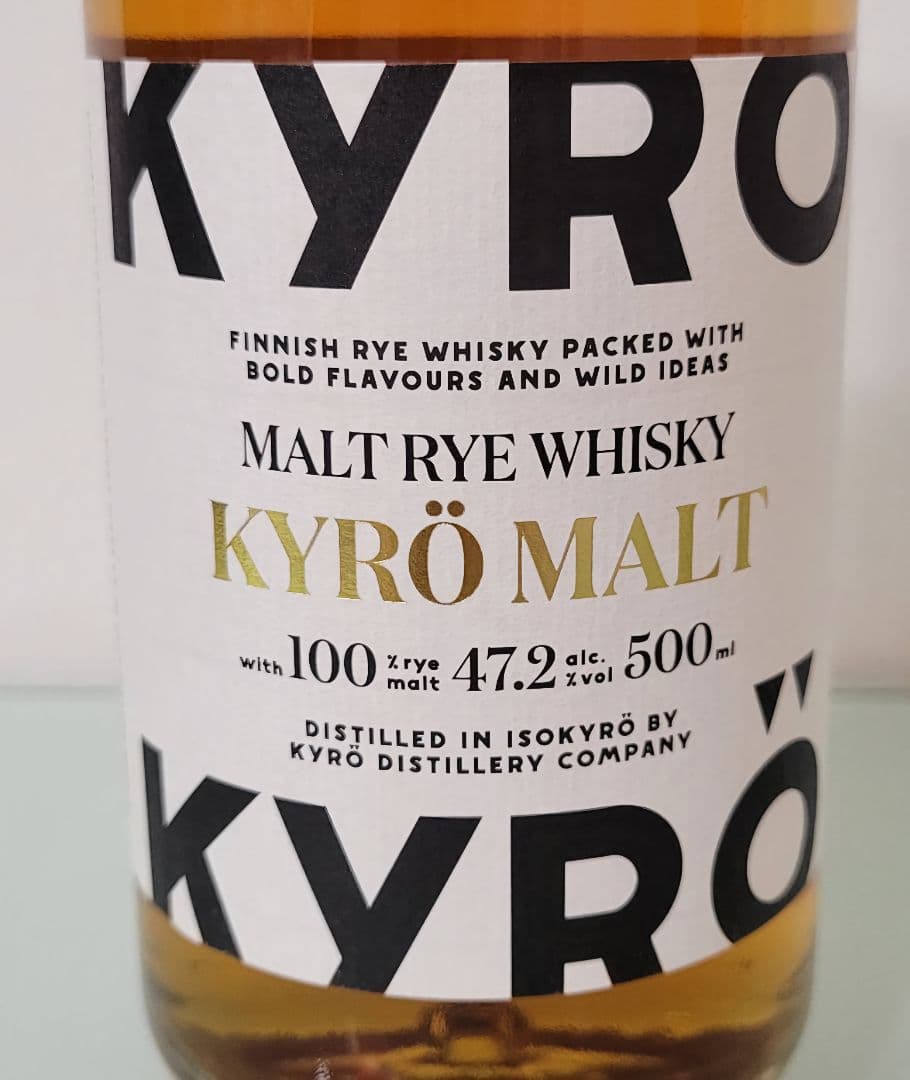 KYRÖ
FINNISH RYE WHISKY PACKED WITH
BOLD FLAVOURS AND WILD IDEAS
MALT RYE WHISKY
KYRÖ MALT
with 100 % rye malt 47.2 alc. % vol 500 ml
DISTILLED IN ISOKYRÖ BY
KYRÖ DISTILLERY COMPANY
KYRÖ